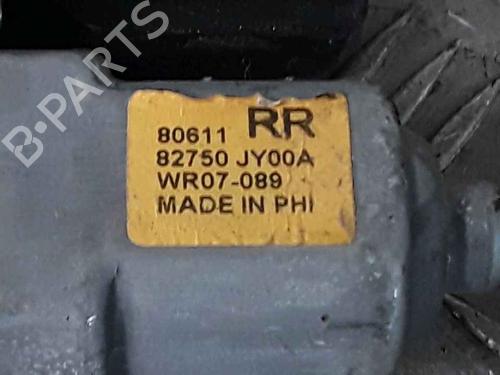 B-PARTS
80611 RR
82750 JY00A
WR07-089
MADE IN PHI